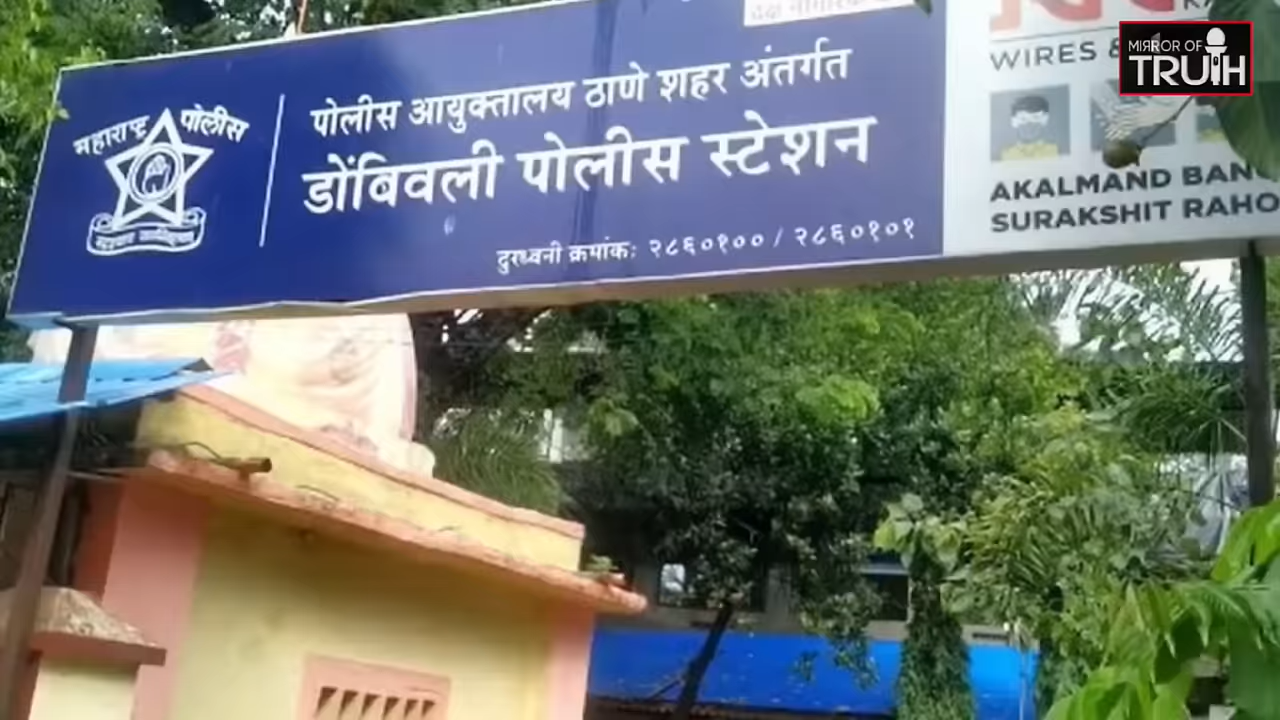 महाराष्ट्र पोलीस
पोलीस आयुक्तालय ठाणे शहर अंतर्गत
डोंबिवली पोलीस स्टेशन
दुरध्वनी क्रमांक: २८६०१०० / २८६०१०१
WIRES &
AKALMAND
SURAKSHIT RAHO
MIRROR OF
TRUTH